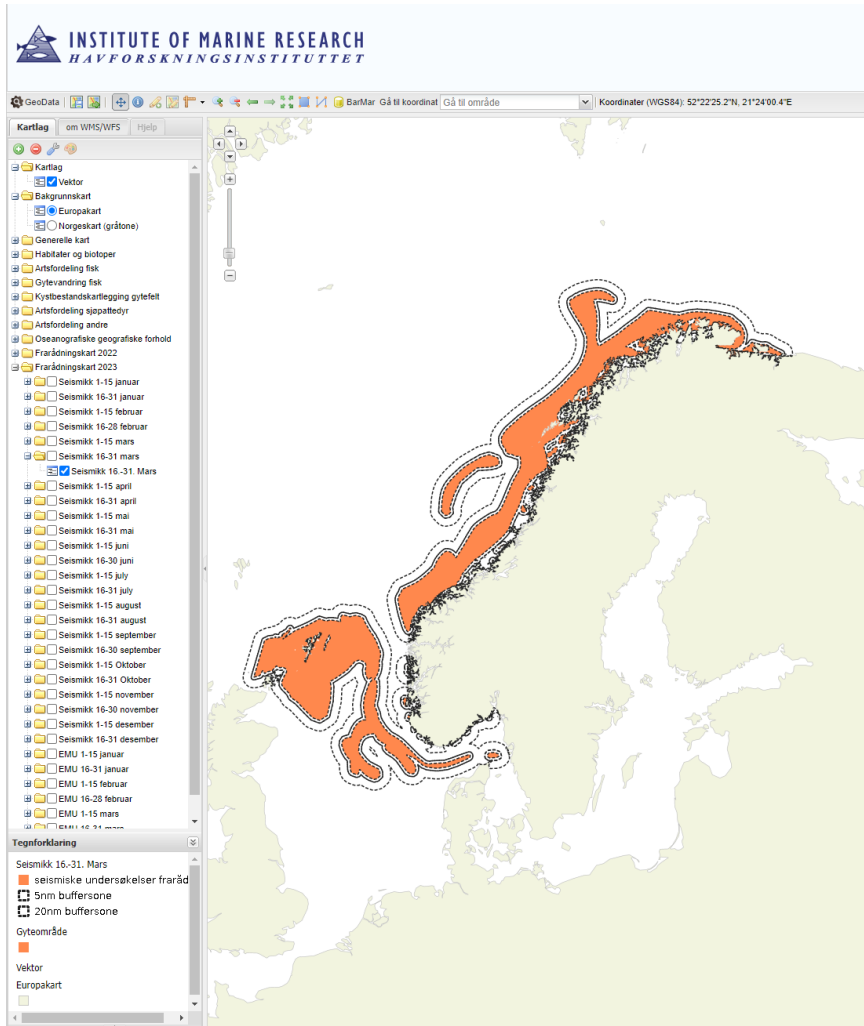 INSTITUTE OF MARINE RESEARCH
HAVFORSKNINGSINSTITUTTET
GeoData BarMar Gå til koordinat Gå til område Koordinater (WGS84): 52°22'25.2"N, 21°24'00.4"E
Kartlag om WMS/WFS Hjelp
Kartlag
Vektor
Bakgrunnskart
Europakart
Norgeskart (gråtone)
Generelle kart
Habitater og biotoper
Artsfordeling fisk
Gytevandring fisk
Kystbestandskartlegging gytefelt
Artsfordeling sjøpattedyr
Artsfordeling andre
Oseanografiske geografiske forhold
Frarådningskart 2022
Frarådningskart 2023
Seismikk 1-15 januar
Seismikk 16-31 januar
Seismikk 1-15 februar
Seismikk 16-28 februar
Seismikk 1-15 mars
Seismikk 16-31 mars
Seismikk 16.-31. Mars
Seismikk 1-15 april
Seismikk 16-31 april
Seismikk 1-15 mai
Seismikk 16-31 mai
Seismikk 1-15 juni
Seismikk 16-30 juni
Seismikk 1-15 july
Seismikk 16-31 july
Seismikk 1-15 august
Seismikk 16-31 august
Seismikk 1-15 september
Seismikk 16-30 september
Seismikk 1-15 Oktober
Seismikk 16-31 Oktober
Seismikk 1-15 november
Seismikk 16-30 november
Seismikk 1-15 desember
Seismikk 16-31 desember
EMU 1-15 januar
EMU 16-31 januar
EMU 1-15 februar
EMU 16-28 februar
EMU 1-15 mars
EMU 16-31 mars
Tegnforklaring
Seismikk 16.-31. Mars
seismiske undersøkelser fraråd
5nm buffersone
20nm buffersone
Gyteområde
Vektor
Europakart